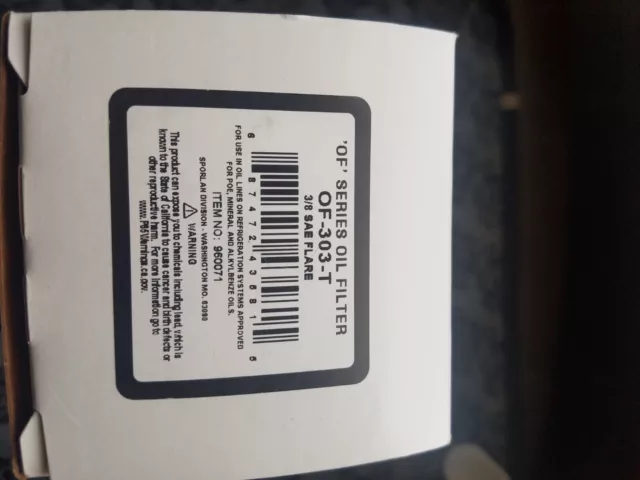 'OF' SERIES OIL FILTER
OF-303-T
3/8 SAE FLARE
6 87472 43581 6
FOR USE IN OIL LINES ON REFRIGERATION SYSTEMS APPROVED
FOR POE, MINERAL AND ALKYLBENZE OILS.
ITEM NO: 960071
SPORLAN DIVISION - WASHINGTON MO. 63090
WARNING
This product can expose you to chemicals including lead, which is
known to the State of California to cause cancer and birth defects or
other reproductive harm. For more information go to
www.P65Warnings.ca.gov.